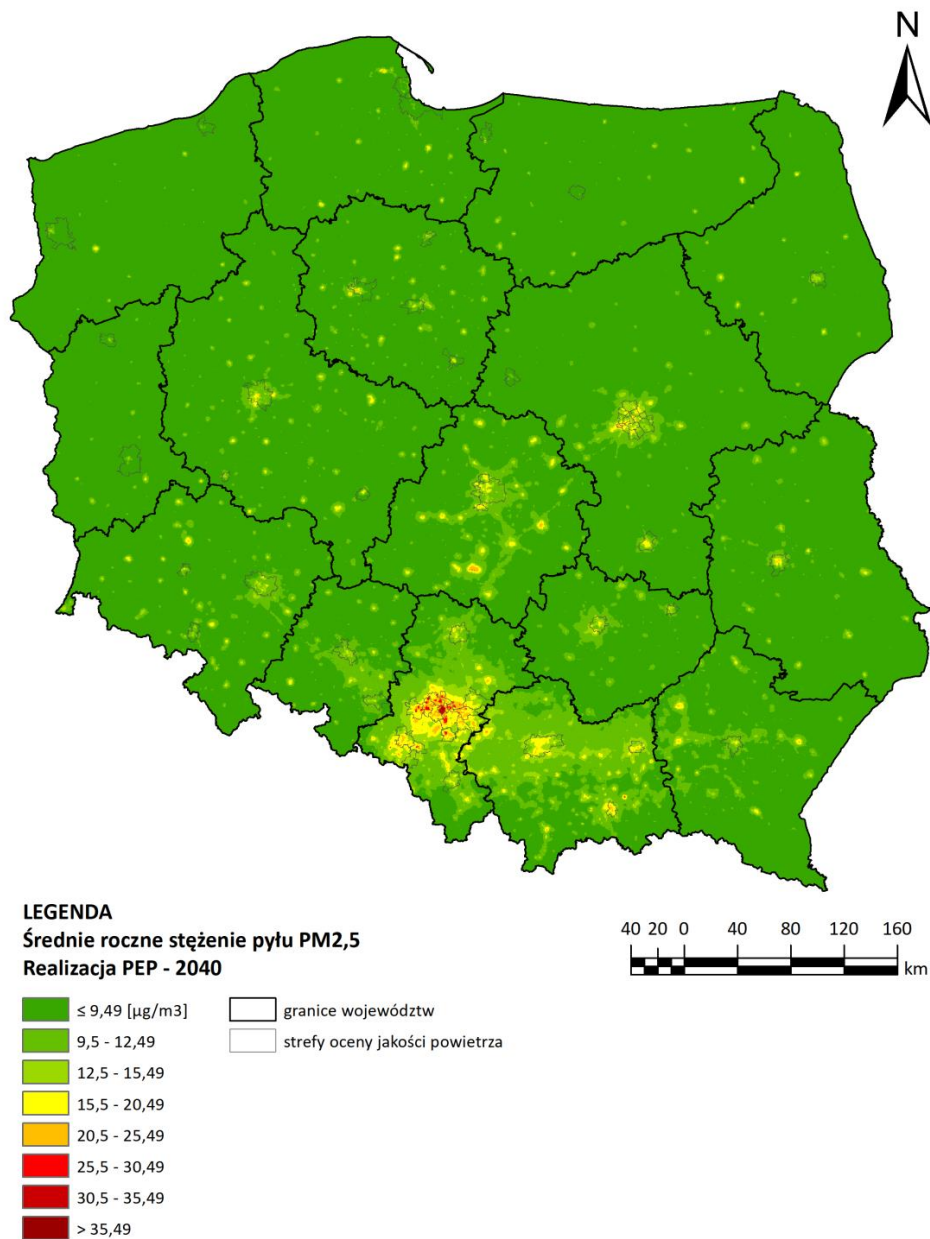 N
LEGENDA
Średnie roczne stężenie pyłu PM2,5
Realizacja PEP - 2040
≤ 9,49 [µg/m3]
9,5 - 12,49
12,5 - 15,49
15,5 - 20,49
20,5 - 25,49
25,5 - 30,49
30,5 - 35,49
> 35,49
granice województw
strefy oceny jakości powietrza
40 20 0 40 80 120 160
km